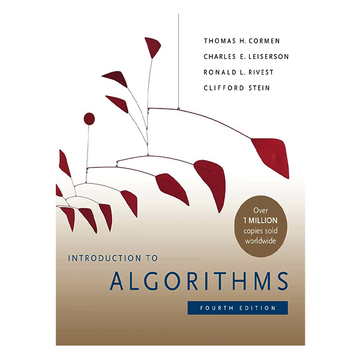 THOMAS H. CORMEN
CHARLES E. LEISERSON
RONALD L. RIVEST
CLIFFORD STEIN
Over
1 MILLION
copies sold
worldwide
INTRODUCTION TO
ALGORITHMS
FOURTH EDITION